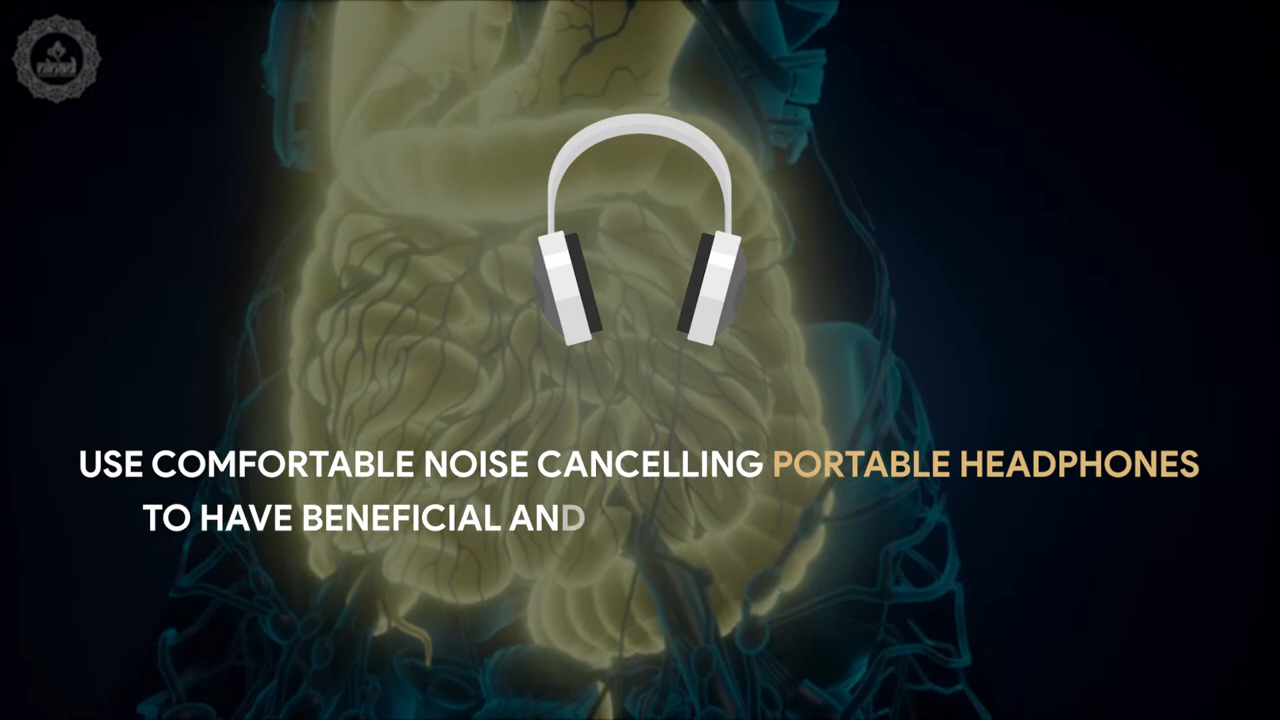 USE COMFORTABLE NOISE CANCELLING PORTABLE HEADPHONES
TO HAVE BENEFICIAL AND